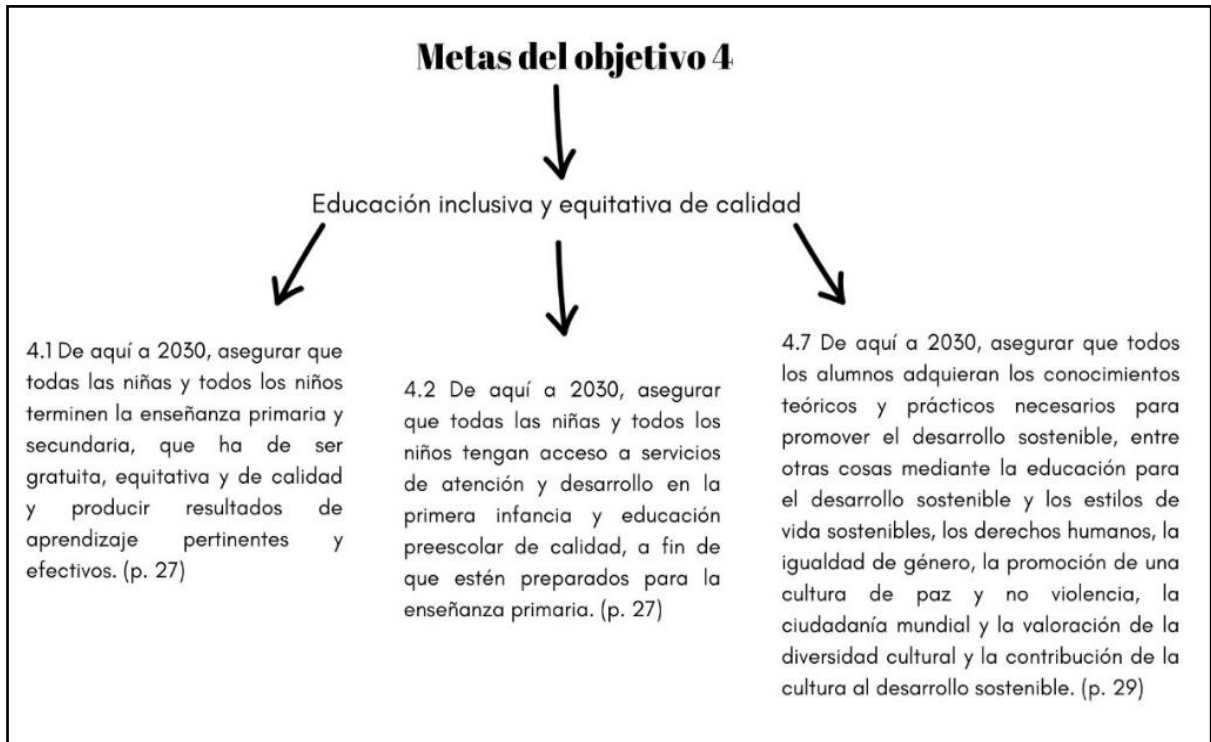 Metas del objetivo 4
Educación inclusiva y equitativa de calidad
4.1 De aquí a 2030, asegurar que
todas las niñas y todos los niños
terminen la enseñanza primaria y
secundaria, que ha de ser
gratuita, equitativa y de calidad
y producir resultados de
aprendizaje pertinentes y
efectivos. (p. 27)
4.2 De aquí a 2030, asegurar
que todas las niñas y todos los
niños tengan acceso a servicios
de atención y desarrollo en la
primera infancia y educación
preescolar de calidad, a fin de
que estén preparados para la
enseñanza primaria. (p. 27)
4.7 De aquí a 2030, asegurar que todos
los alumnos adquieran los conocimientos
teóricos y prácticos necesarios para
promover el desarrollo sostenible, entre
otras cosas mediante la educación para
el desarrollo sostenible y los estilos de
vida sostenibles, los derechos humanos, la
igualdad de género, la promoción de una
cultura de paz y no violencia, la
ciudadanía mundial y la valoración de la
diversidad cultural y la contribución de la
cultura al desarrollo sostenible. (p. 29)